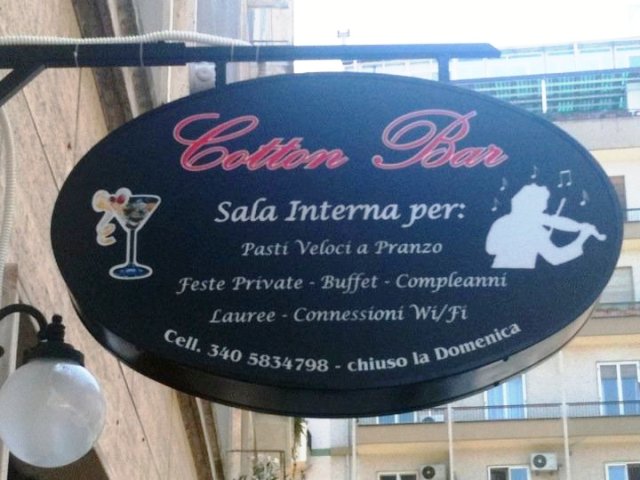 Cotton Bar
Sala Interna per:
Pasti Veloci a Pranzo
Feste Private - Buffet - Compleanni
Lauree - Connessioni Wi/Fi
Cell. 340 5834798 - chiuso la Domenica